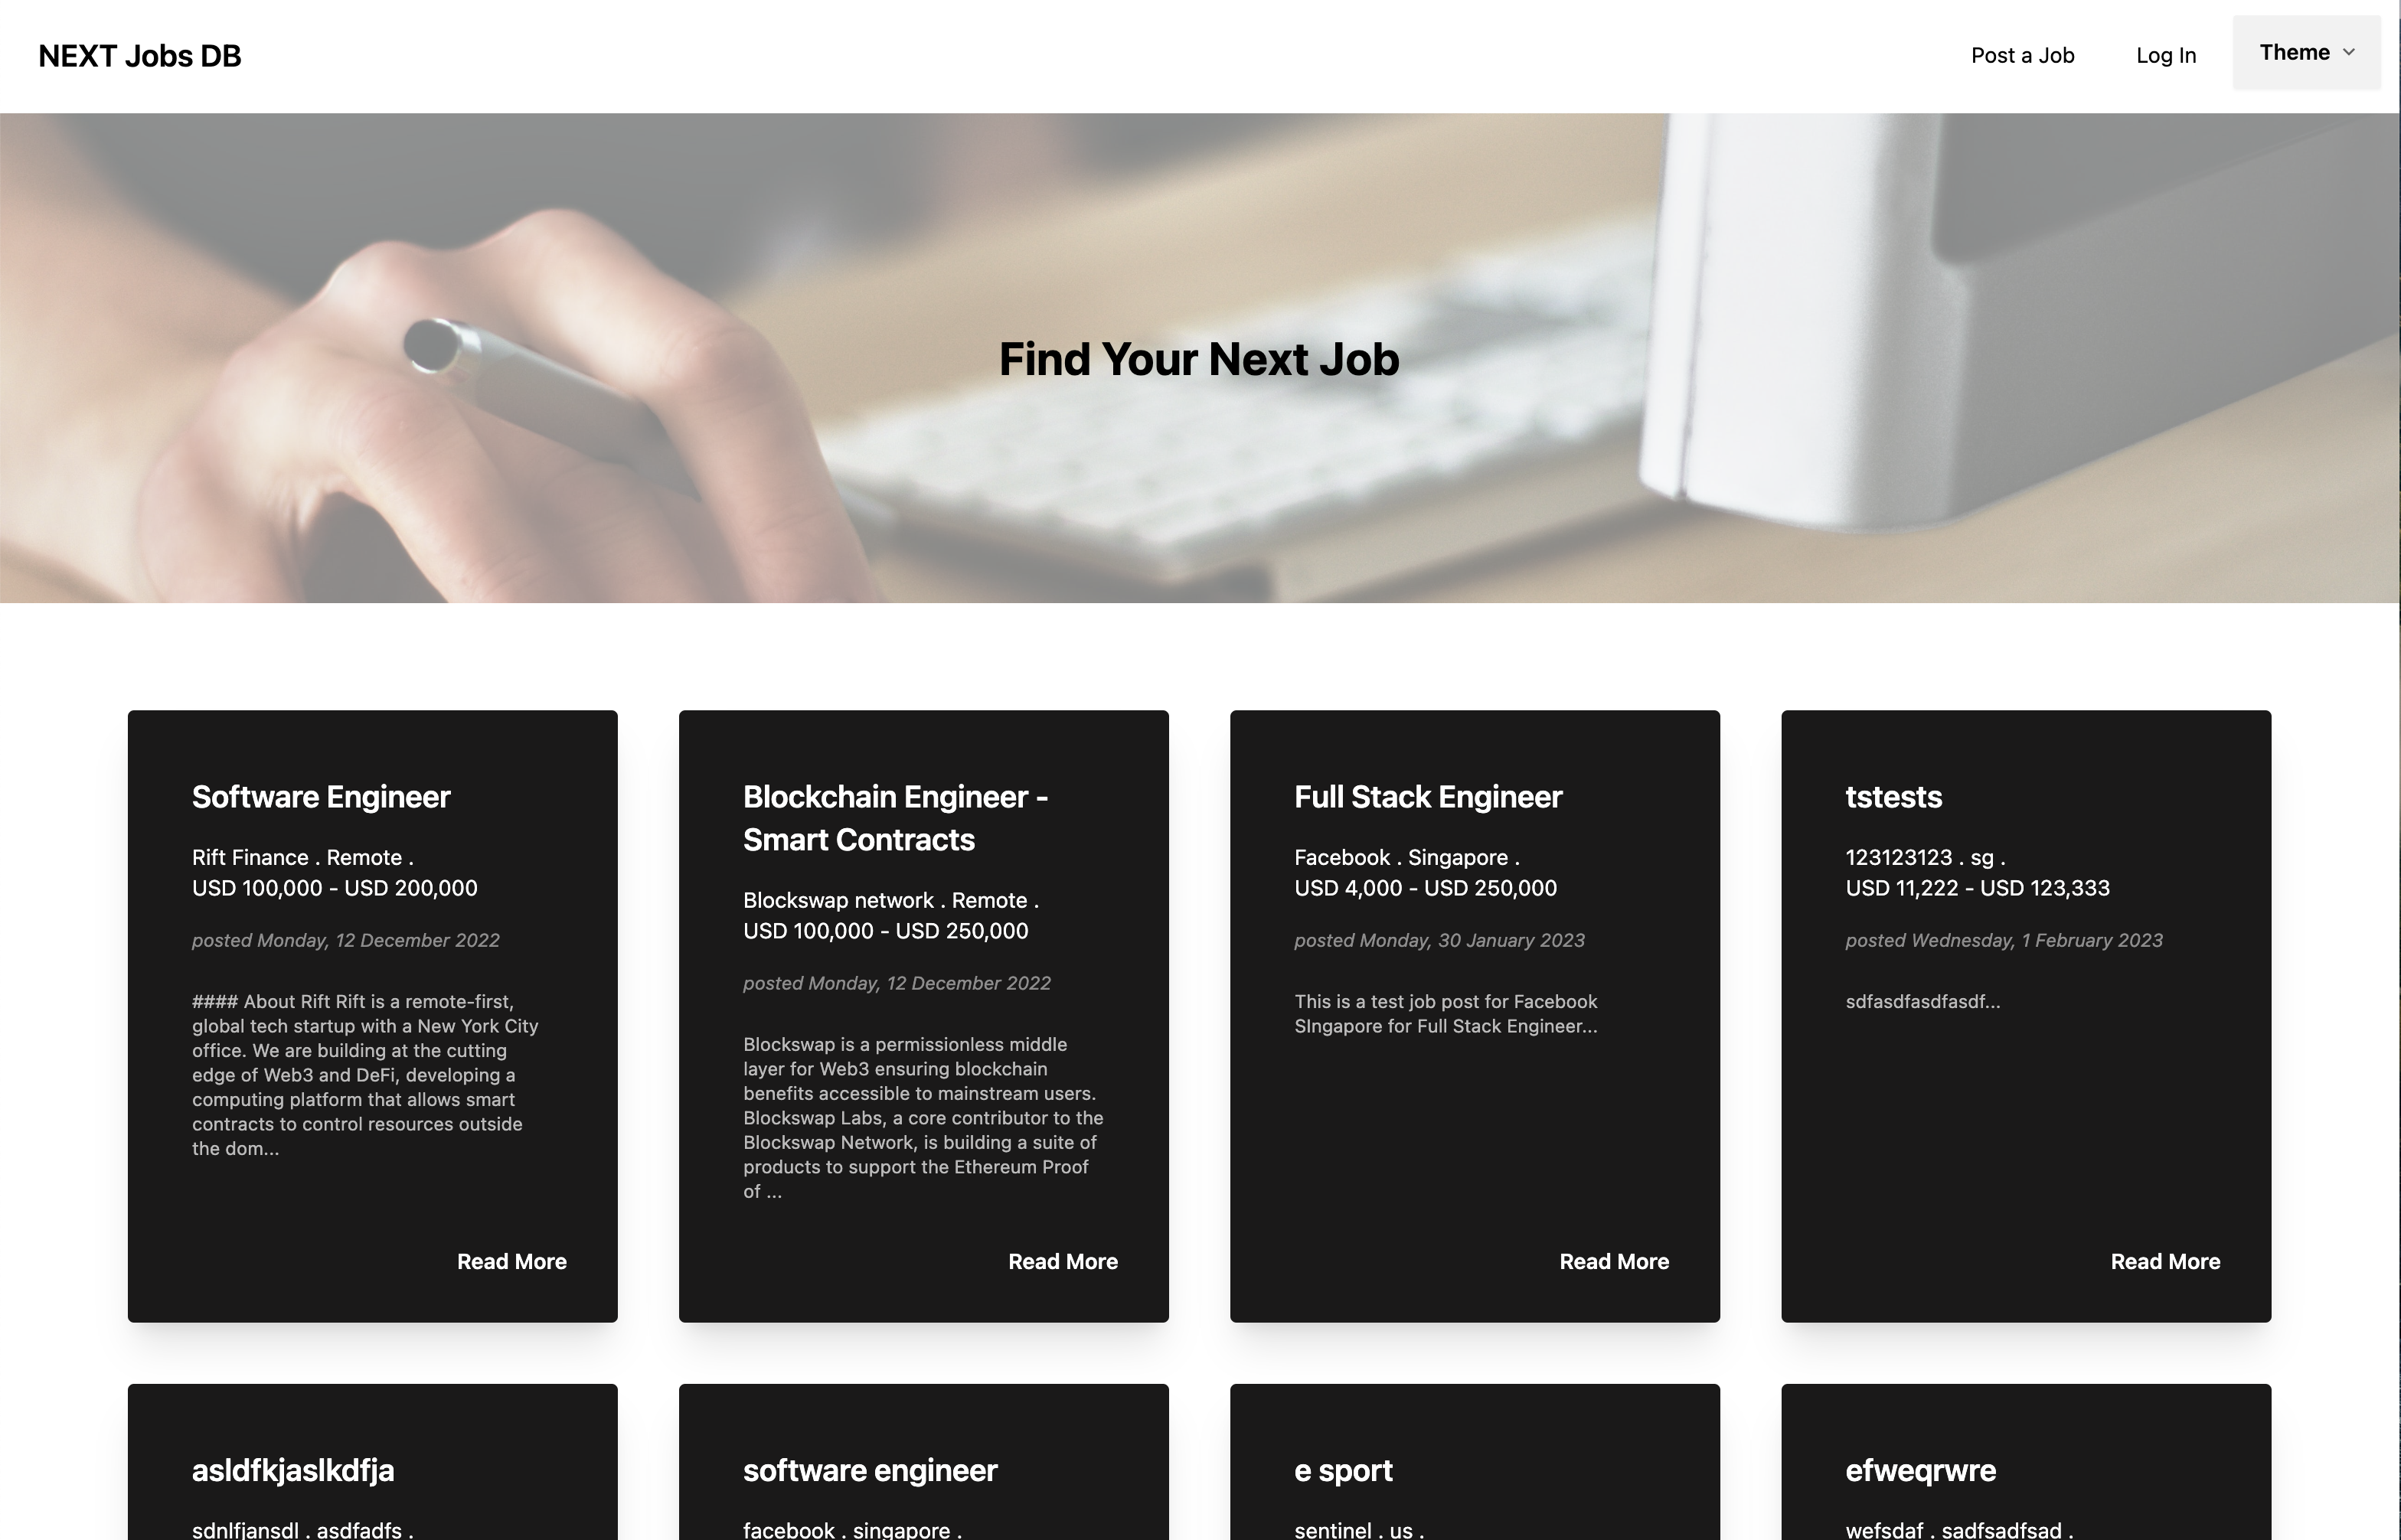 NEXT Jobs DB
Post a Job
Log In
Theme
Find Your Next Job
Software Engineer
Rift Finance . Remote .
USD 100,000 - USD 200,000
posted Monday, 12 December 2022
#### About Rift Rift is a remote-first,
global tech startup with a New York City
office. We are building at the cutting
edge of Web3 and DeFi, developing a
computing platform that allows smart
contracts to control resources outside
the dom...
Read More
Blockchain Engineer -
Smart Contracts
Blockswap network . Remote .
USD 100,000 - USD 250,000
posted Monday, 12 December 2022
Blockswap is a permissionless middle
layer for Web3 ensuring blockchain
benefits accessible to mainstream users.
Blockswap Labs, a core contributor to the
Blockswap Network, is building a suite of
products to support the Ethereum Proof
of ...
Read More
Full Stack Engineer
Facebook . Singapore .
USD 4,000 - USD 250,000
posted Monday, 30 January 2023
This is a test job post for Facebook
SIngapore for Full Stack Engineer...
Read More
tstests
123123123 . sg .
USD 11,222 - USD 123,333
posted Wednesday, 1 February 2023
sdfasdfasdfasdf...
Read More
asldfkjaslkdfja
sdnlfjansdl . asdfadfs .
software engineer
facebook . singapore .
e sport
sentinel . us .
efweqrwre
wefsdaf . sadfsadfsad .